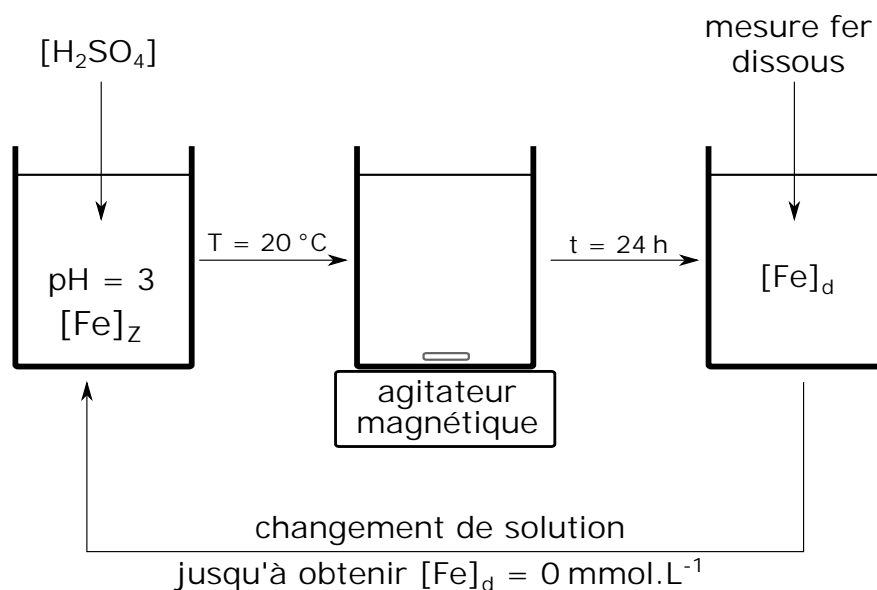 [H₂SO₄]
mesure fer
dissous
pH = 3
[Fe]Z
T = 20 °C
t = 24 h
[Fe]d
agitateur
magnétique
changement de solution
jusqu'à obtenir [Fe]d = 0 mmol.L⁻¹